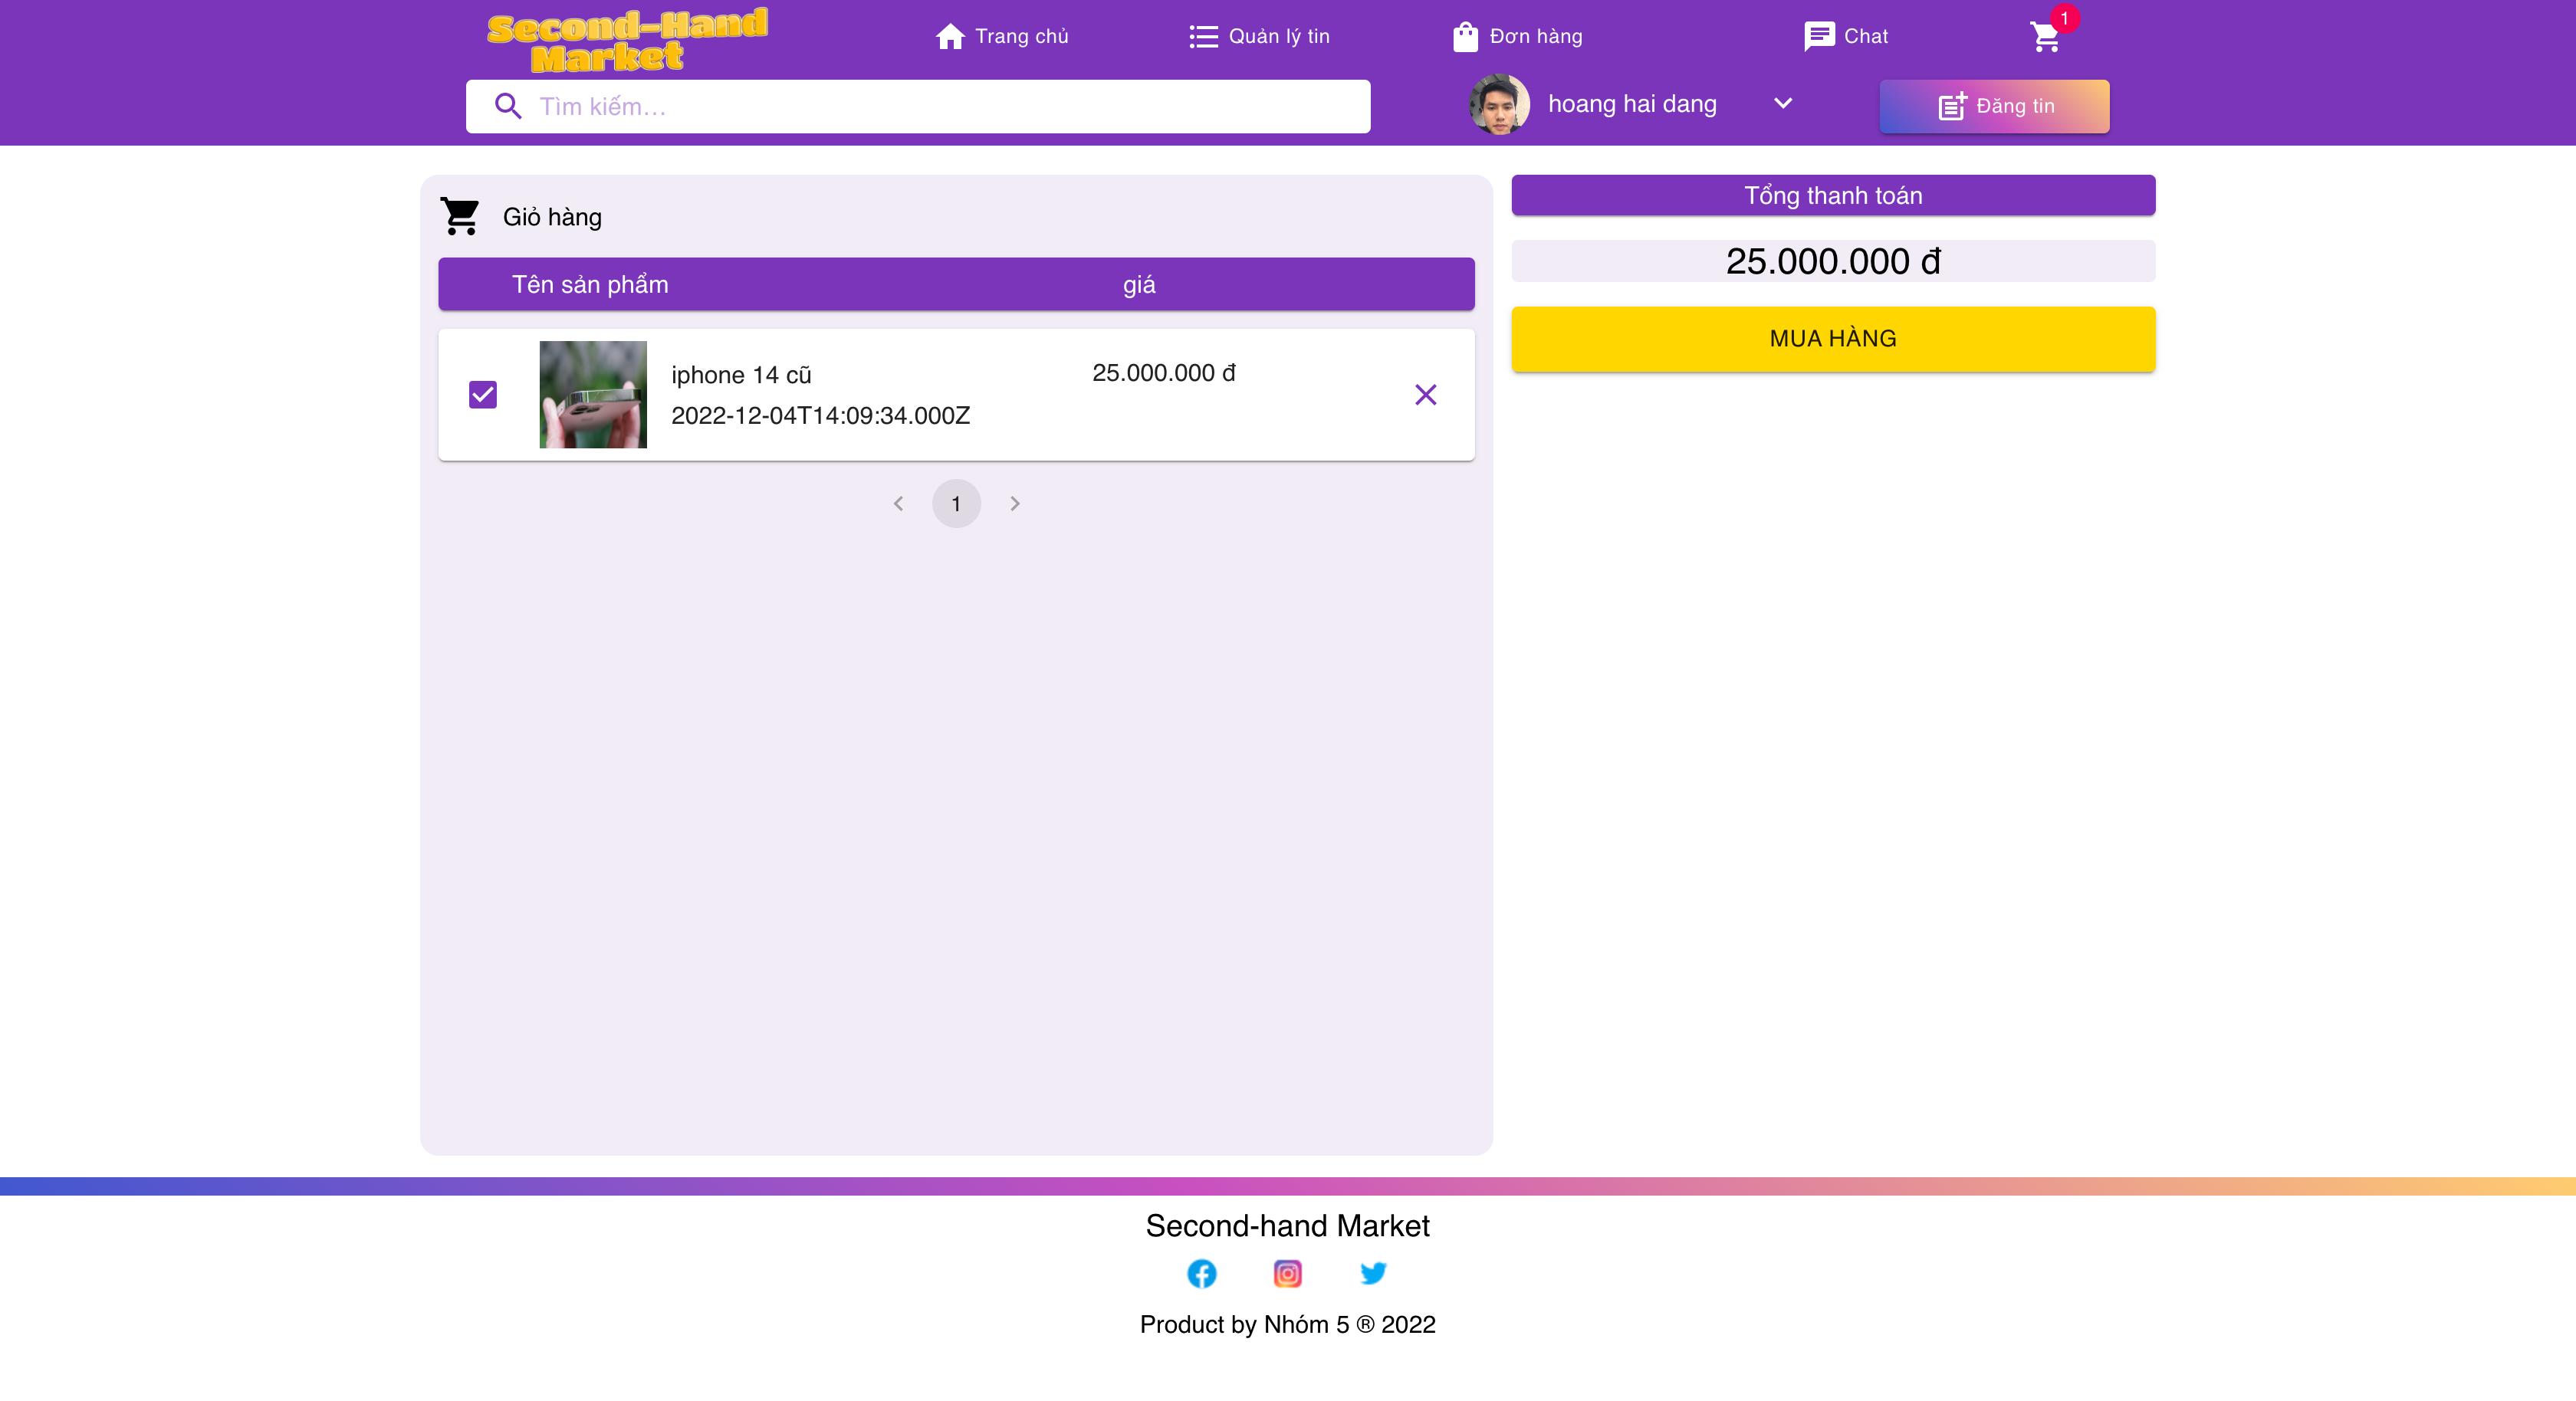 Second-Hand
Market
Trang chủ
Quản lý tin
Đơn hàng
Chat
1
Tìm kiếm...
hoang hai dang
Đăng tin
Giỏ hàng
Tên sản phẩm
giá
iphone 14 cũ
25.000.000 đ
2022-12-04T14:09:34.000Z
1
Tổng thanh toán
25.000.000 đ
MUA HÀNG
Second-hand Market
Product by Nhóm 5 ® 2022